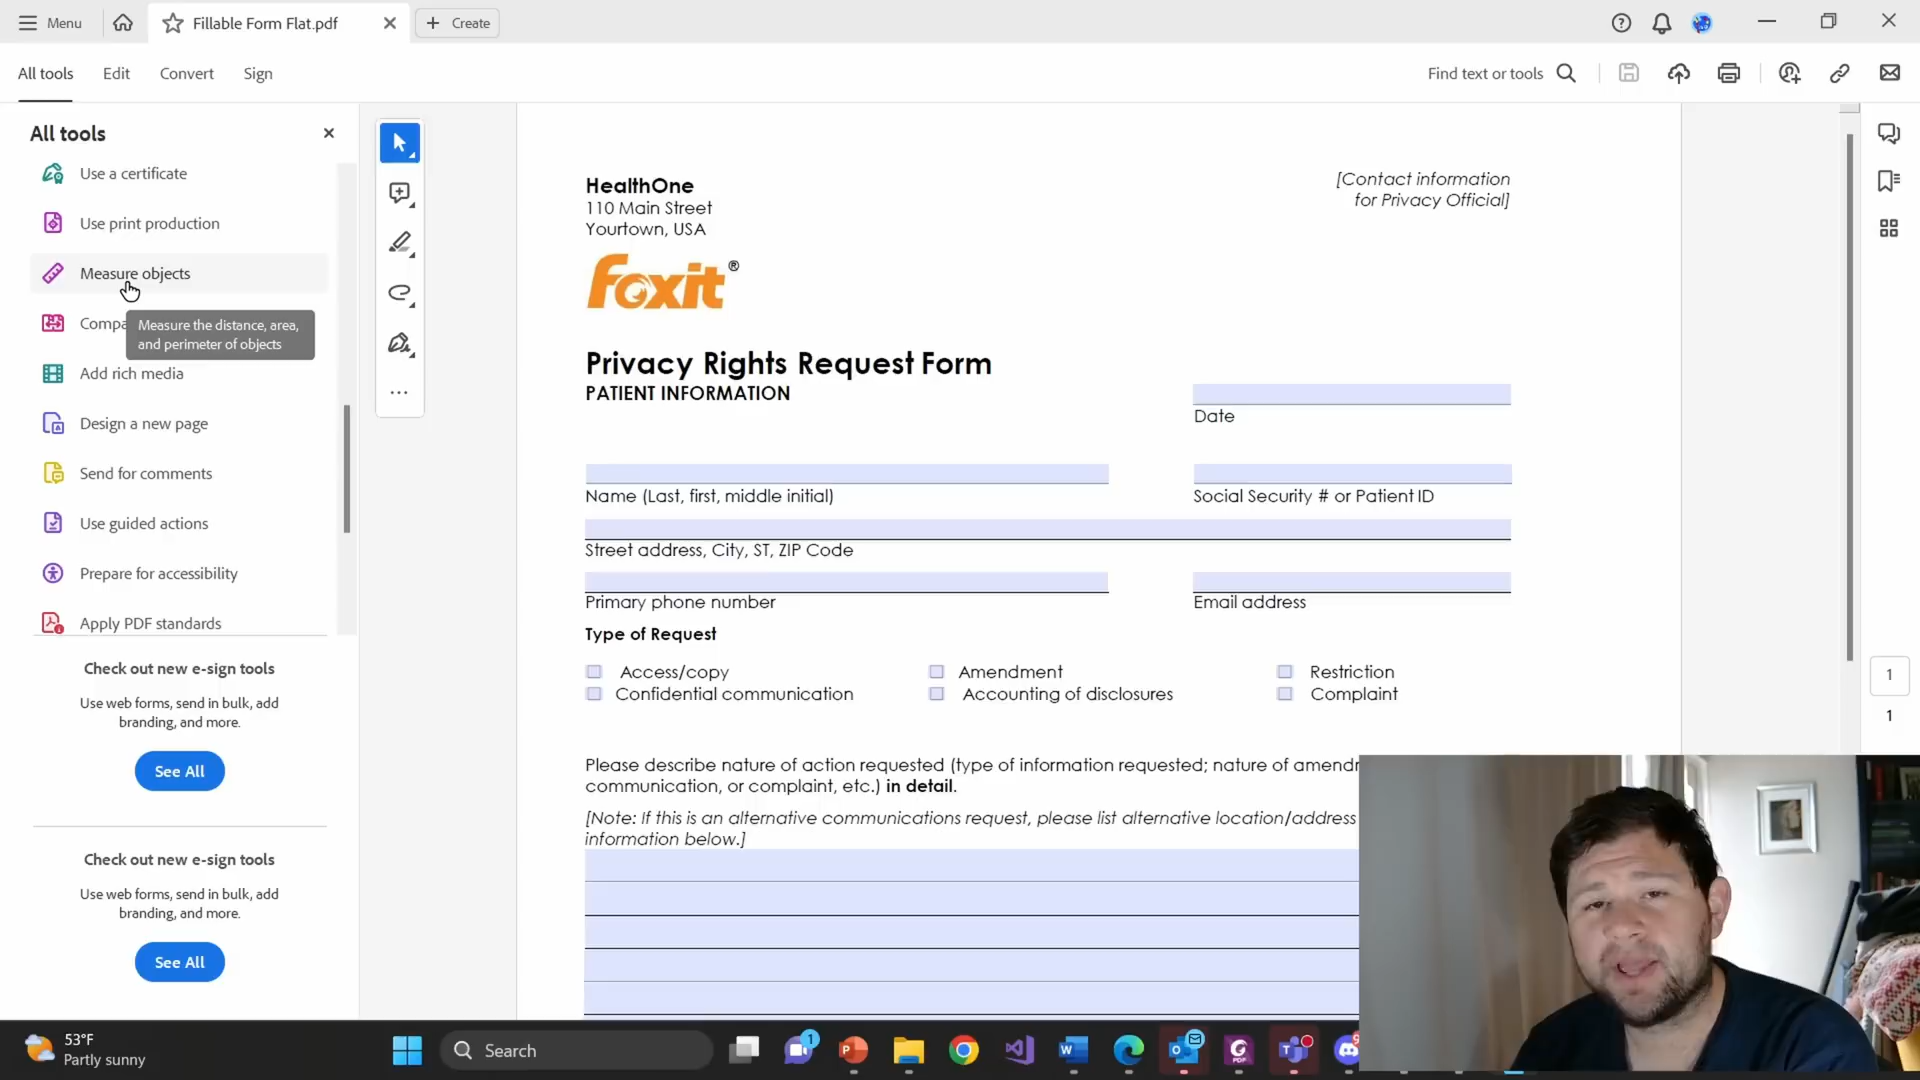 Menu
Fillable Form Flat.pdf
Create
All tools
Edit
Convert
Sign
Find text or tools
All tools
Use a certificate
Use print production
Measure objects
Compa
Measure the distance, area,
and perimeter of objects
Add rich media
Design a new page
Send for comments
Use guided actions
Prepare for accessibility
Apply PDF standards
Check out new e-sign tools
Use web forms, send in bulk, add
branding, and more.
See All
Check out new e-sign tools
Use web forms, send in bulk, add
branding, and more.
See All
HealthOne
110 Main Street
Yourtown, USA
[Contact information
for Privacy Official]
foxit®
Privacy Rights Request Form
PATIENT INFORMATION
Date
Name (Last, first, middle initial)
Social Security # or Patient ID
Street address, City, ST, ZIP Code
Primary phone number
Email address
Type of Request
Access/copy
Amendment
Restriction
Confidential communication
Accounting of disclosures
Complaint
Please describe nature of action requested (type of information requested; nature of amendr
communication, or complaint, etc.) in detail.
[Note: If this is an alternative communications request, please list alternative location/address
information below.]
1
1
53°F
Partly sunny
Search
1